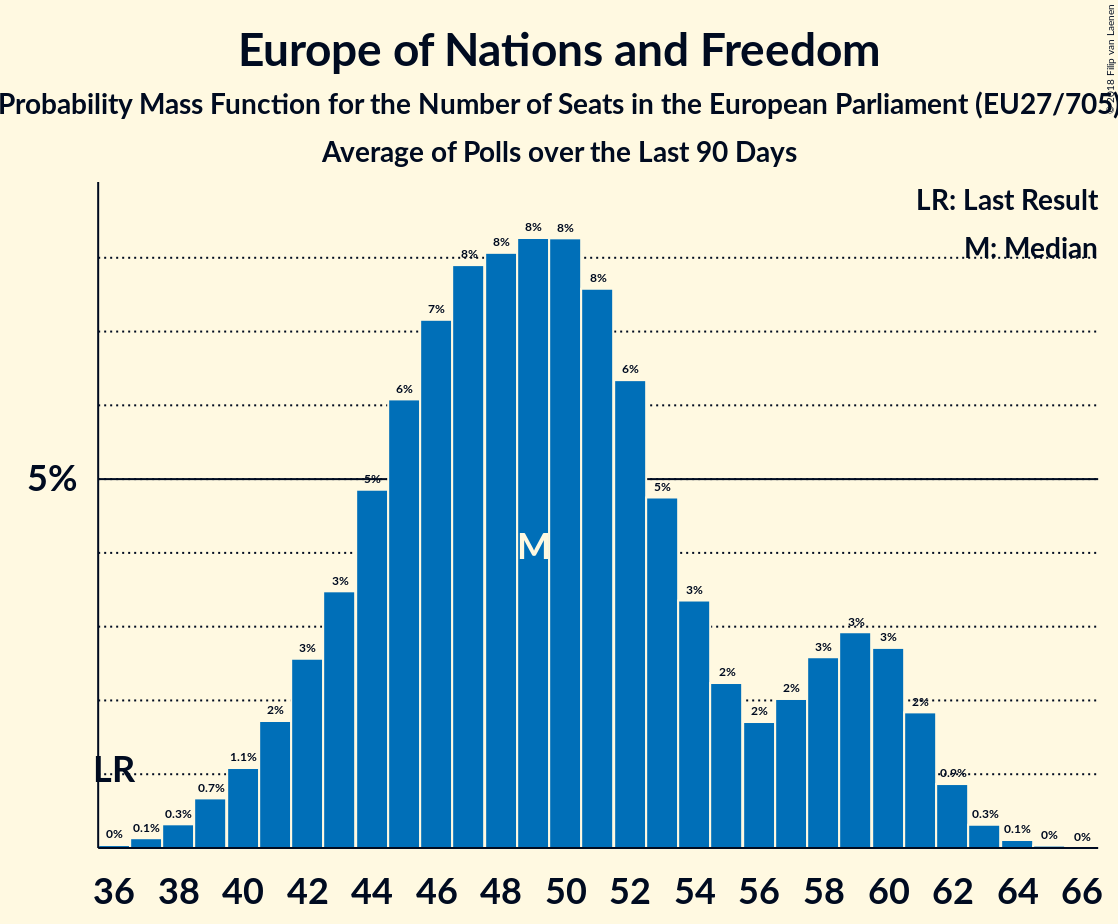 Europe of Nations and Freedom
Probability Mass Function for the Number of Seats in the European Parliament (EU27/705)
Average of Polls over the Last 90 Days
© 2018 Filip van Laenen
LR: Last Result
M: Median
5%
0% 0.1% 0.3% 0.7% 1.1% 2% 3% 3% 5% 6% 7% 8% 8% 8% 8% 8% 6% 5% 3% 2% 2% 2% 3% 3% 3% 2% 0.9% 0.3% 0.1% 0% 0%
M
LR
36 38 40 42 44 46 48 50 52 54 56 58 60 62 64 66